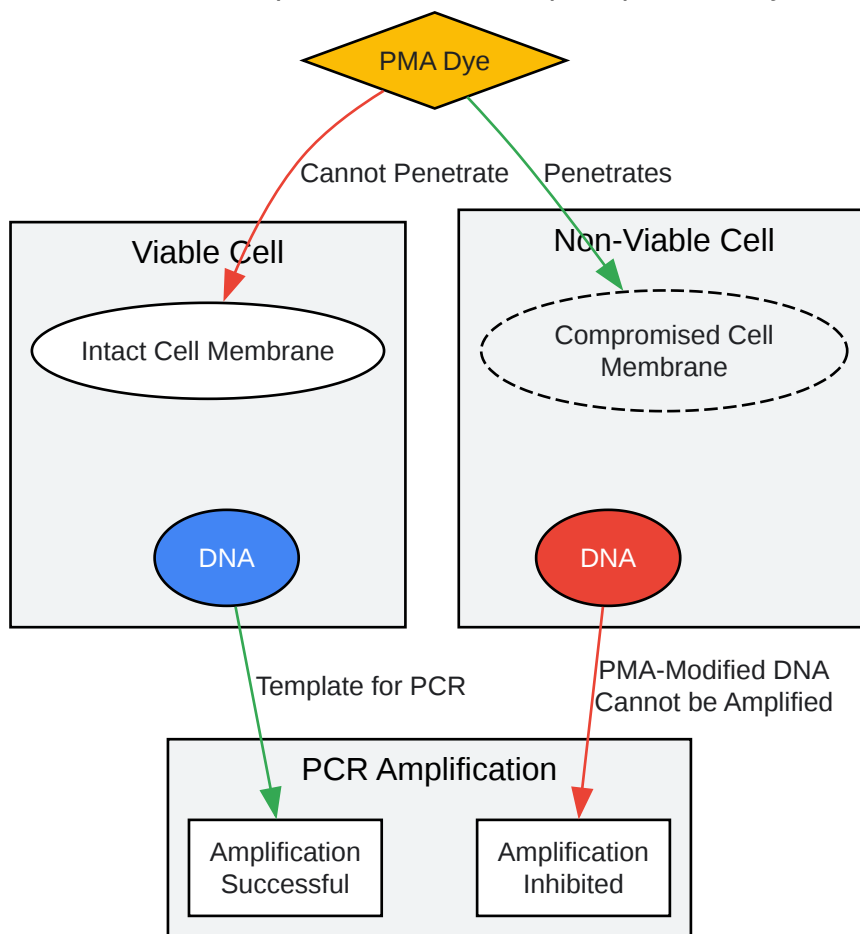 PMA Dye
Cannot Penetrate
Penetrates
Viable Cell
Non-Viable Cell
Intact Cell Membrane
Compromised Cell
Membrane
DNA
DNA
Template for PCR
PMA-Modified DNA
Cannot be Amplified
PCR Amplification
Amplification
Successful
Amplification
Inhibited